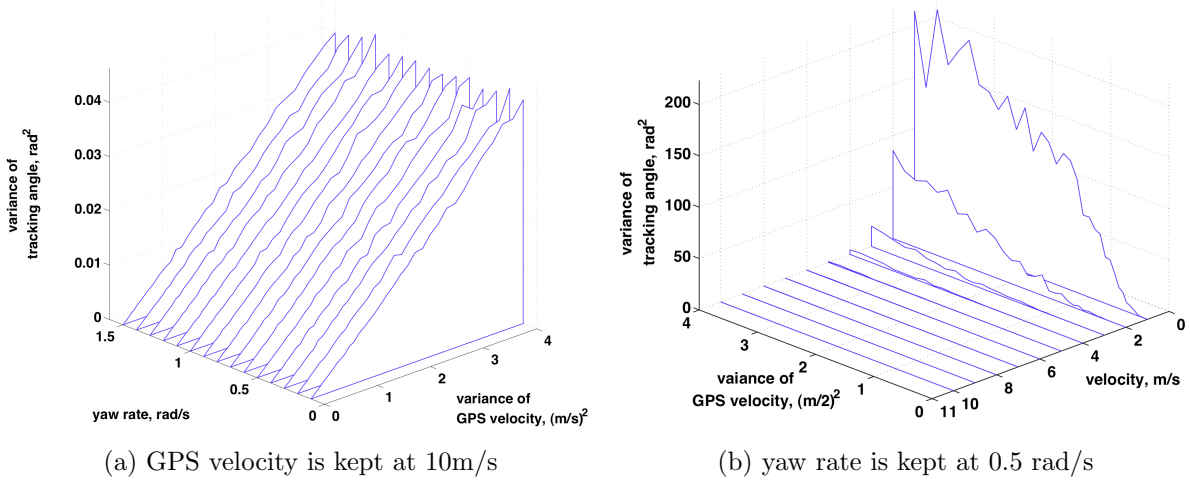 variance of
tracking angle, rad²
0.04
0.03
0.02
0.01
0
1.5
1
0.5
0
0
1
2
3
4
yaw rate, rad/s
variance of
GPS velocity, (m/s)²
(a) GPS velocity is kept at 10m/s
variance of
tracking angle, rad²
200
150
100
50
0
4
3
2
1
0
11
10
8
6
4
2
0
vaiance of
GPS velocity, (m/2)²
velocity, m/s
(b) yaw rate is kept at 0.5 rad/s